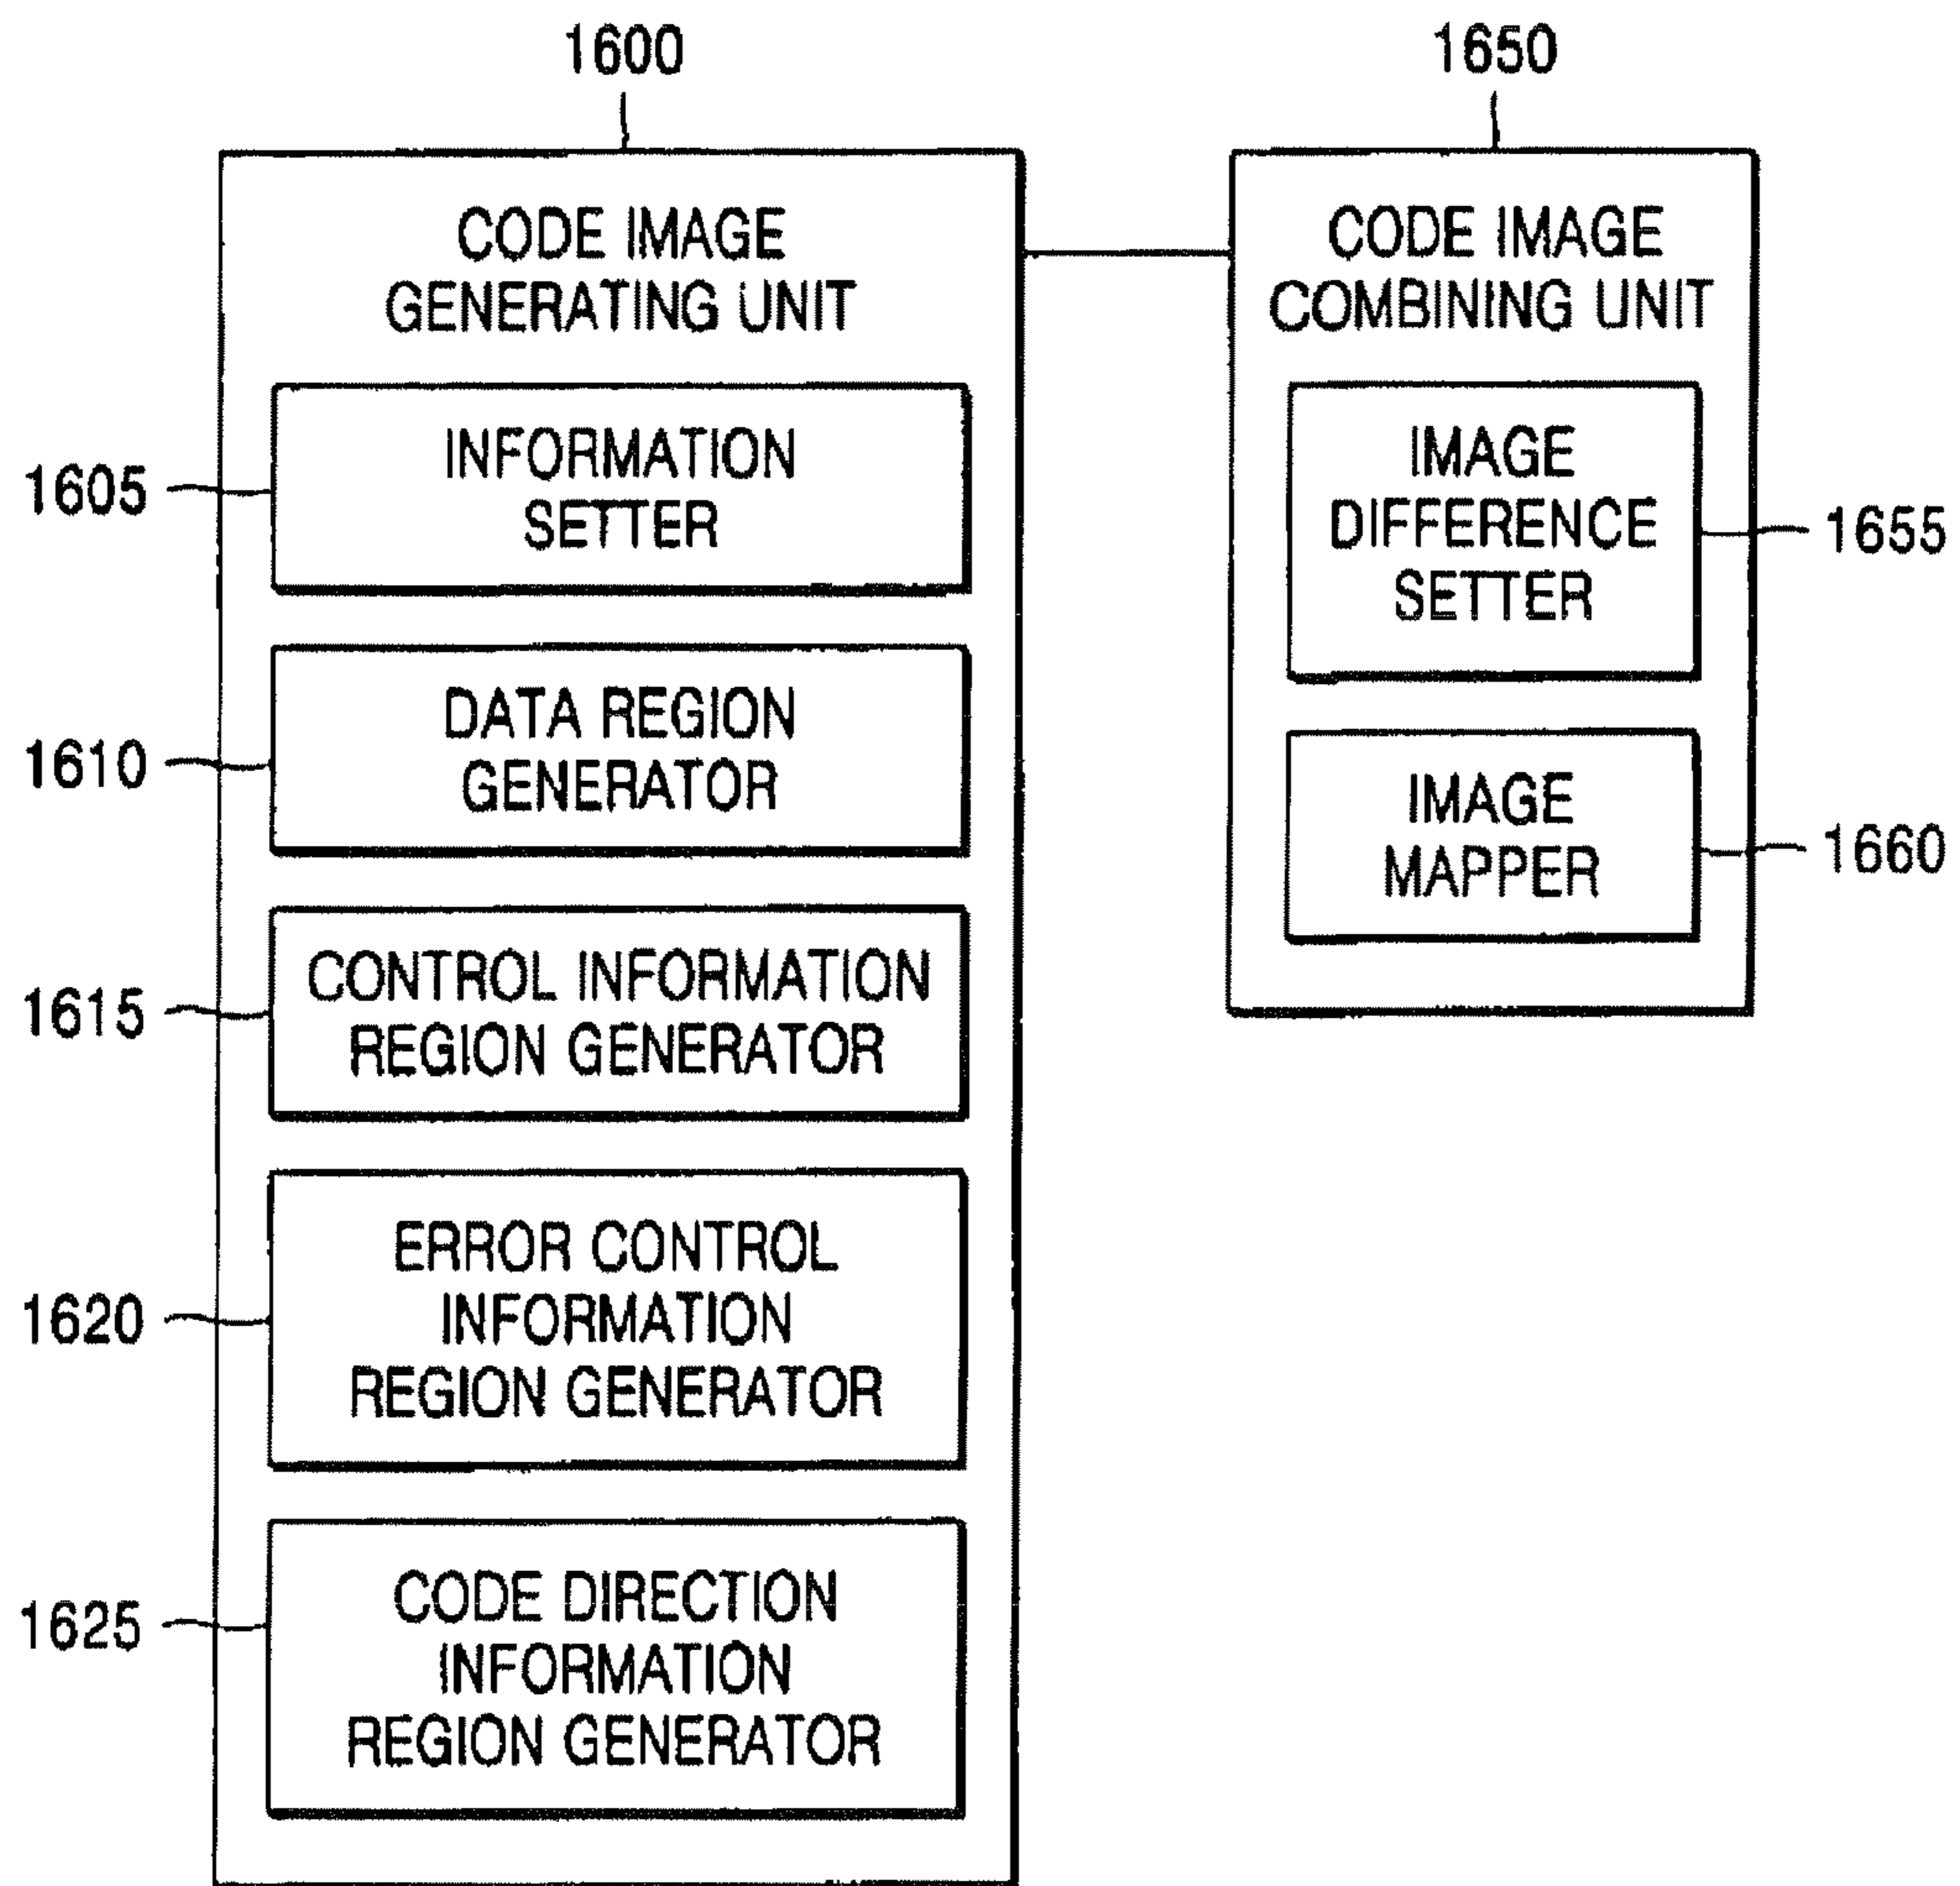 1600
1650
CODE IMAGE
GENERATING UNIT
CODE IMAGE
COMBINING UNIT
1605
INFORMATION
SETTER
IMAGE
DIFFERENCE
SETTER
1655
1610
DATA REGION
GENERATOR
IMAGE
MAPPER
1660
1615
CONTROL INFORMATION
REGION GENERATOR
1620
ERROR CONTROL
INFORMATION
REGION GENERATOR
1625
CODE DIRECTION
INFORMATION
REGION GENERATOR